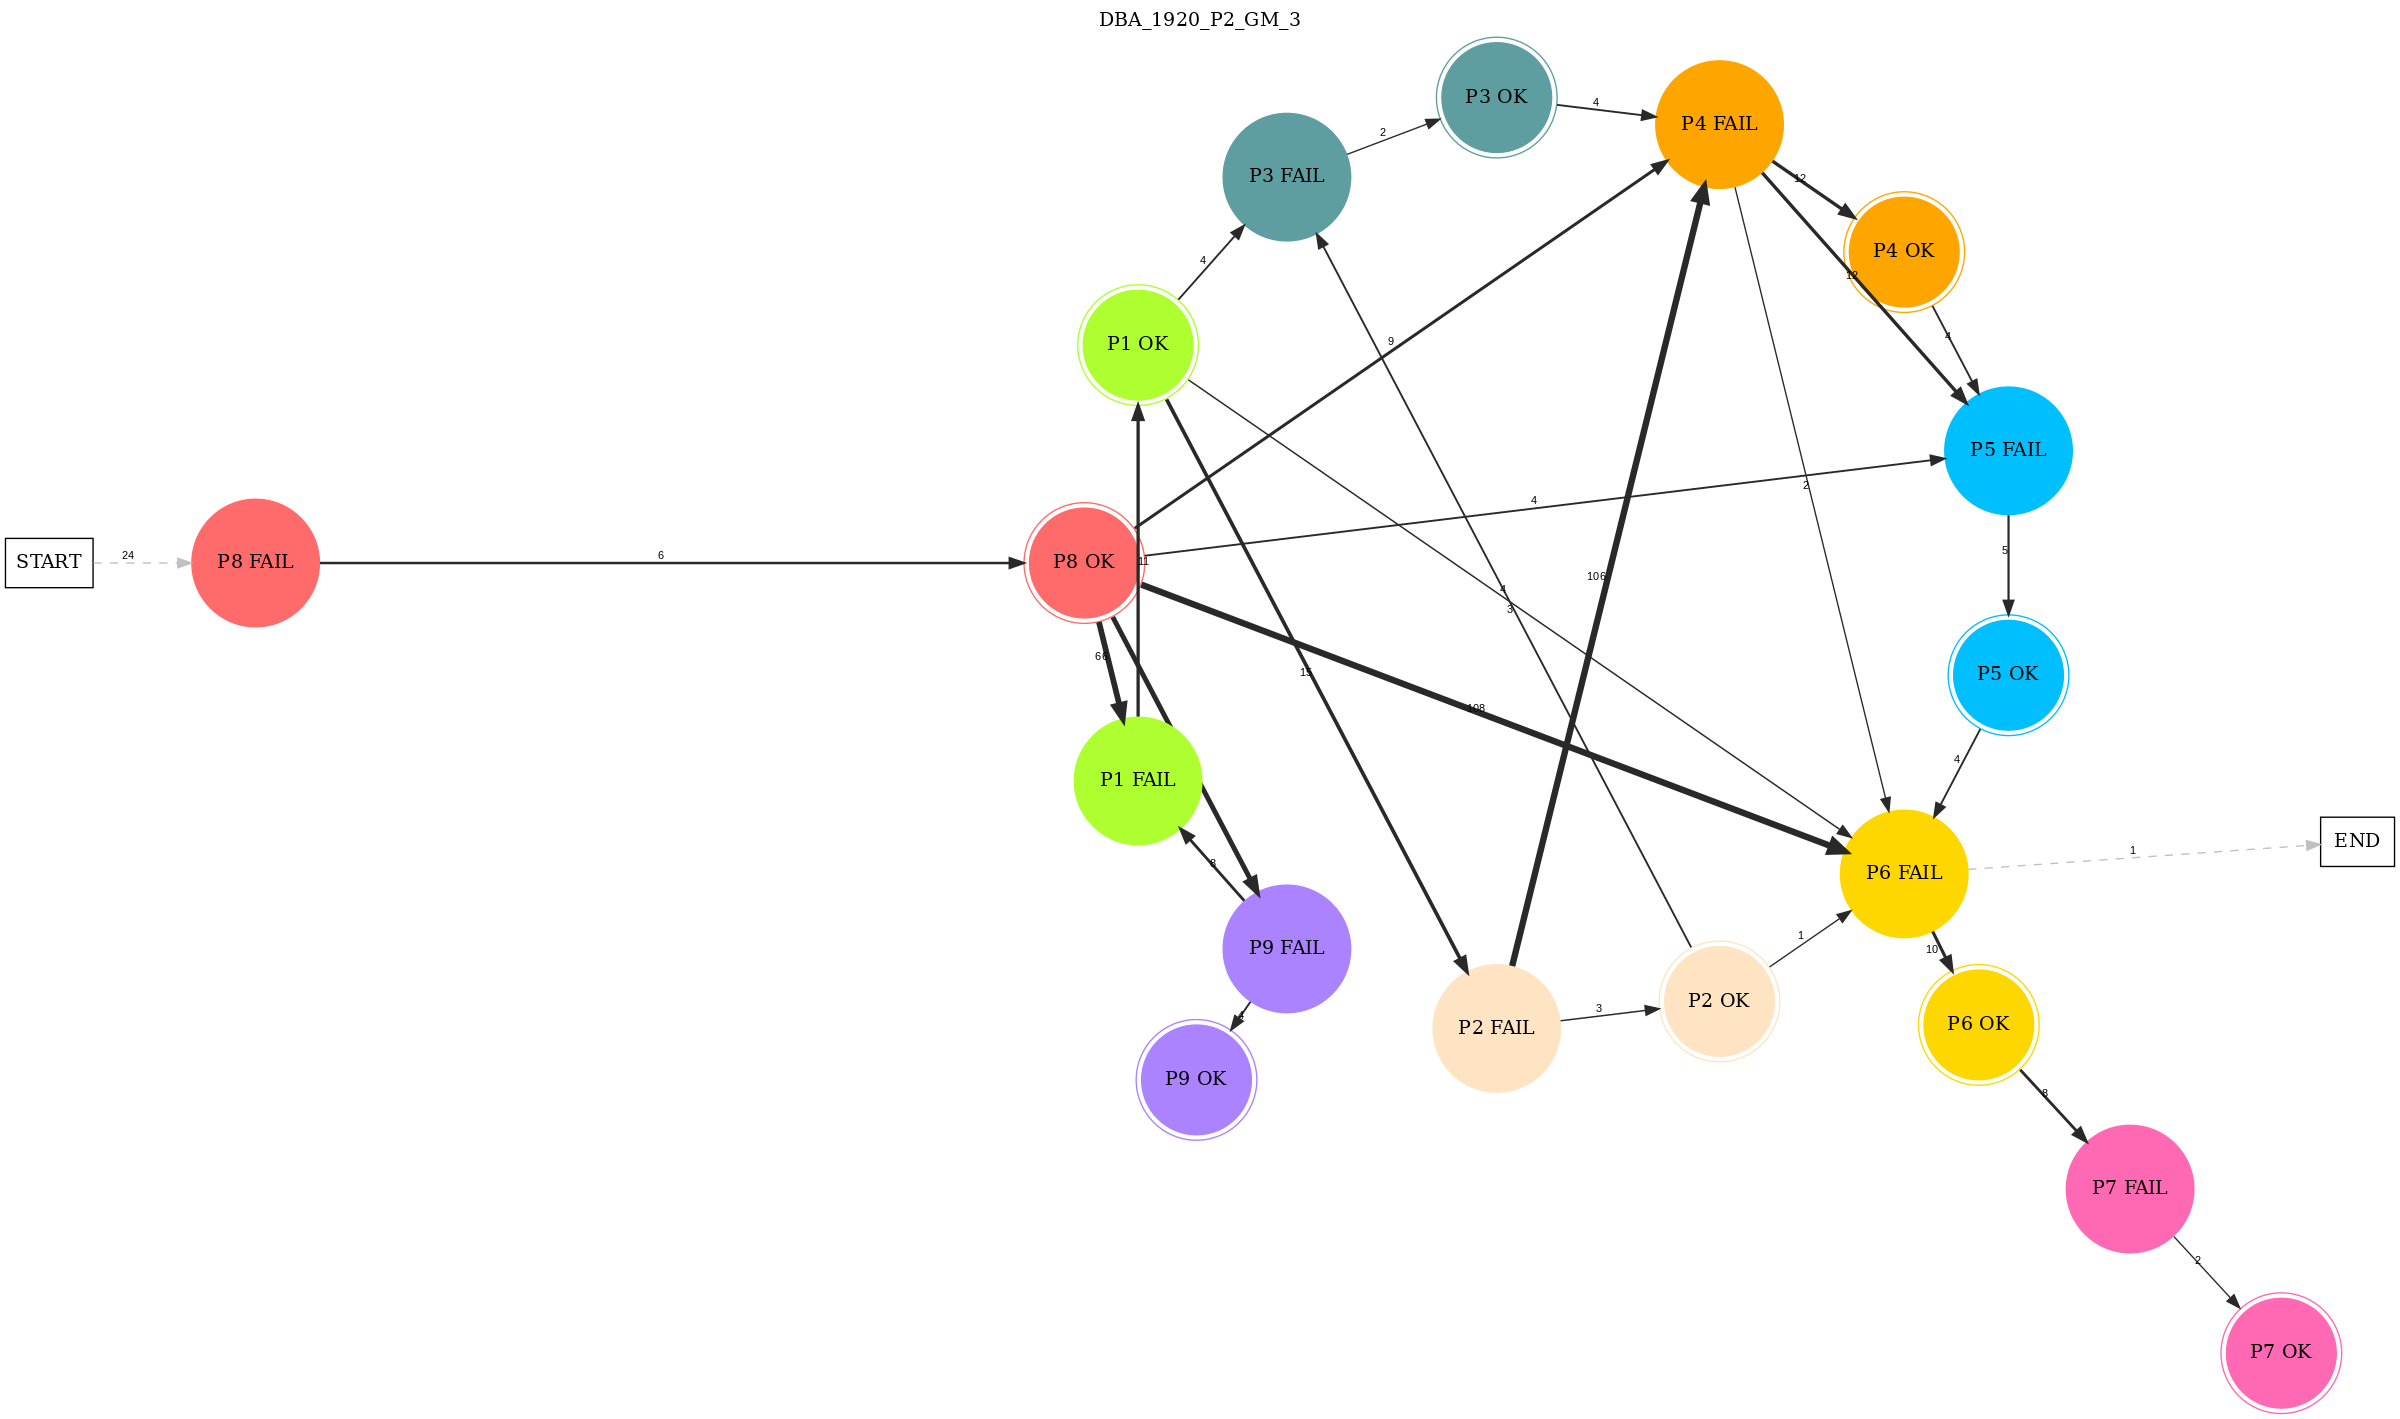 DBA_1920_P2_GM_3
P3 OK
P4 FAIL
4
2
P3 FAIL
12
P4 OK
4
12
4
P1 OK
9
P5 FAIL
4
2
START
24
P8 FAIL
6
P8 OK
11
5
106
4
3
66
15
P5 OK
108
4
P1 FAIL
END
1
P6 FAIL
8
P9 FAIL
1
10
P2 OK
3
P2 FAIL
4
P6 OK
P9 OK
8
P7 FAIL
2
P7 OK